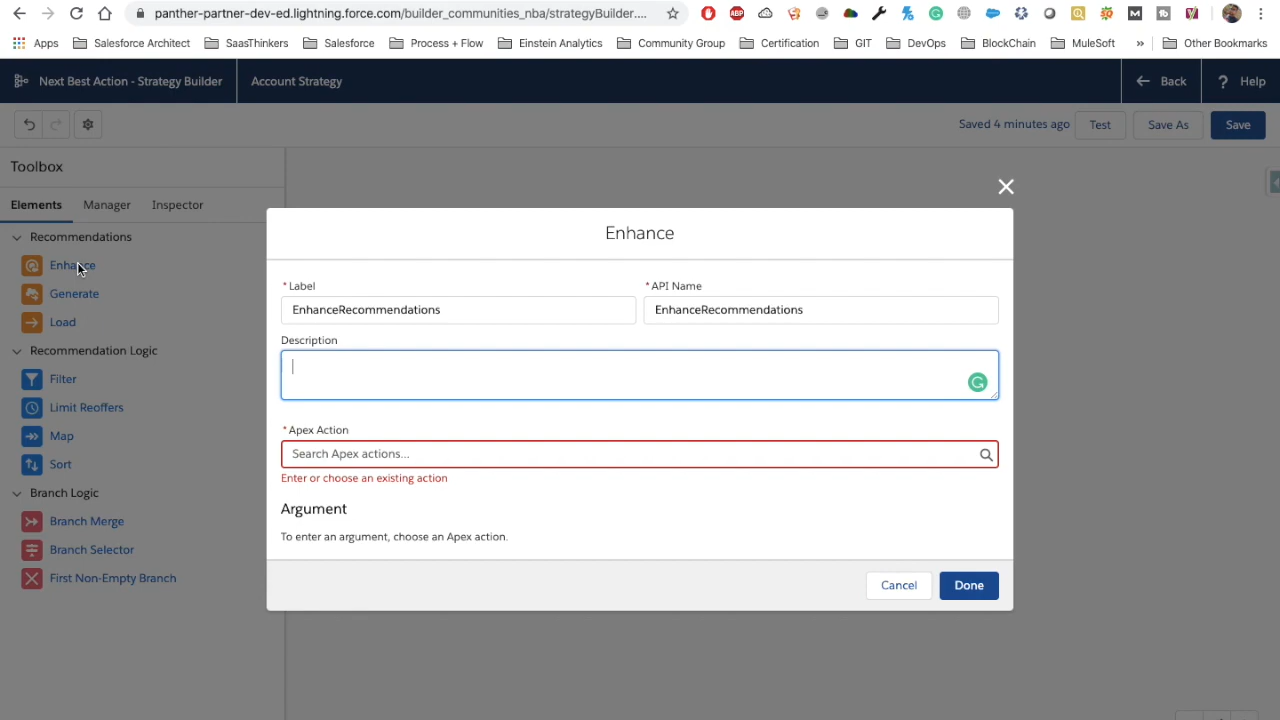 panther-partner-dev-ed.lightning.force.com/builder_communities_nba/strategyBuilder....
Apps Salesforce Architect SaasThinkers Salesforce Process + Flow Einstein Analytics Community Group Certification GIT DevOps BlockChain MuleSoft » Other Bookmarks
Next Best Action - Strategy Builder Account Strategy Back ? Help
Saved 4 minutes ago Test Save As Save
Toolbox
Elements Manager Inspector
Recommendations
Enhance
Generate
Load
Recommendation Logic
Filter
Limit Reoffers
Map
Sort
Branch Logic
Branch Merge
Branch Selector
First Non-Empty Branch
Enhance
*Label *API Name
EnhanceRecommendations EnhanceRecommendations
Description
*Apex Action
Search Apex actions...
Enter or choose an existing action
Argument
To enter an argument, choose an Apex action.
Cancel Done